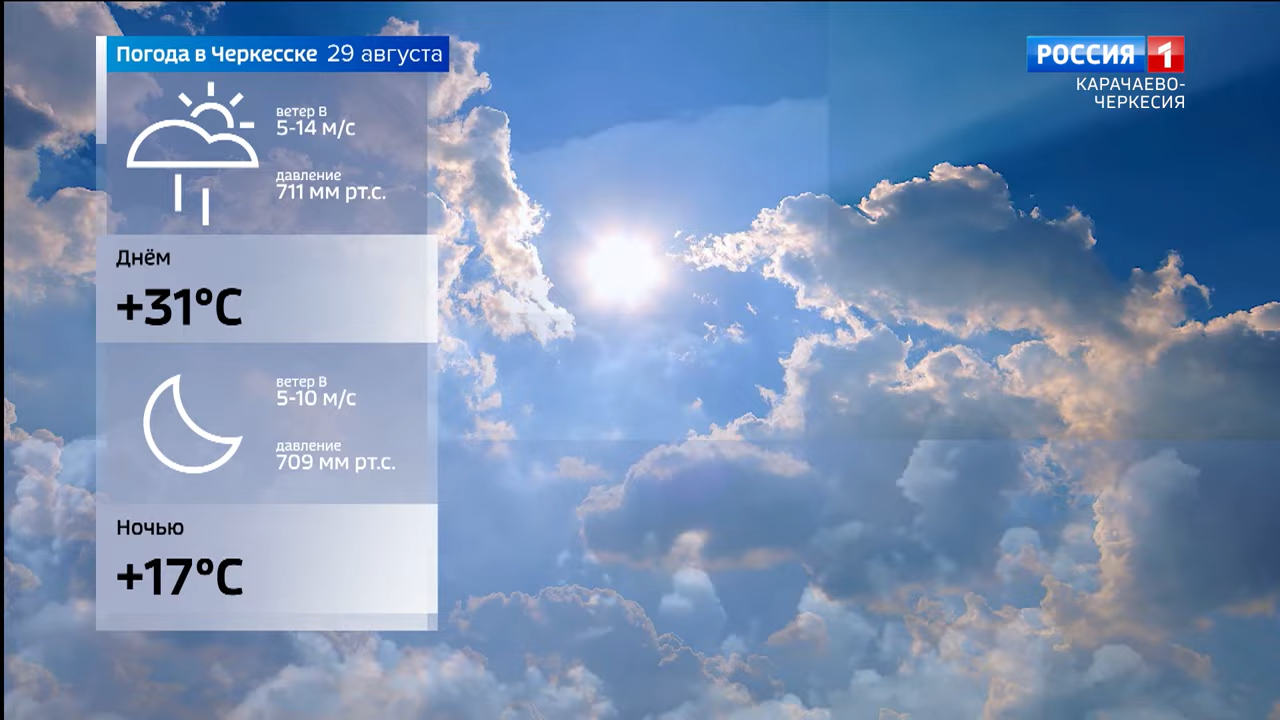 Погода в Черкесске 29 августа
ветер В
5-14 м/с
давление
711 мм рт.с.
Днём
+31°C
ветер В
5-10 м/с
давление
709 мм рт.с.
Ночью
+17°C
РОССИЯ 1
КАРАЧАЕВО-
ЧЕРКЕСИЯ